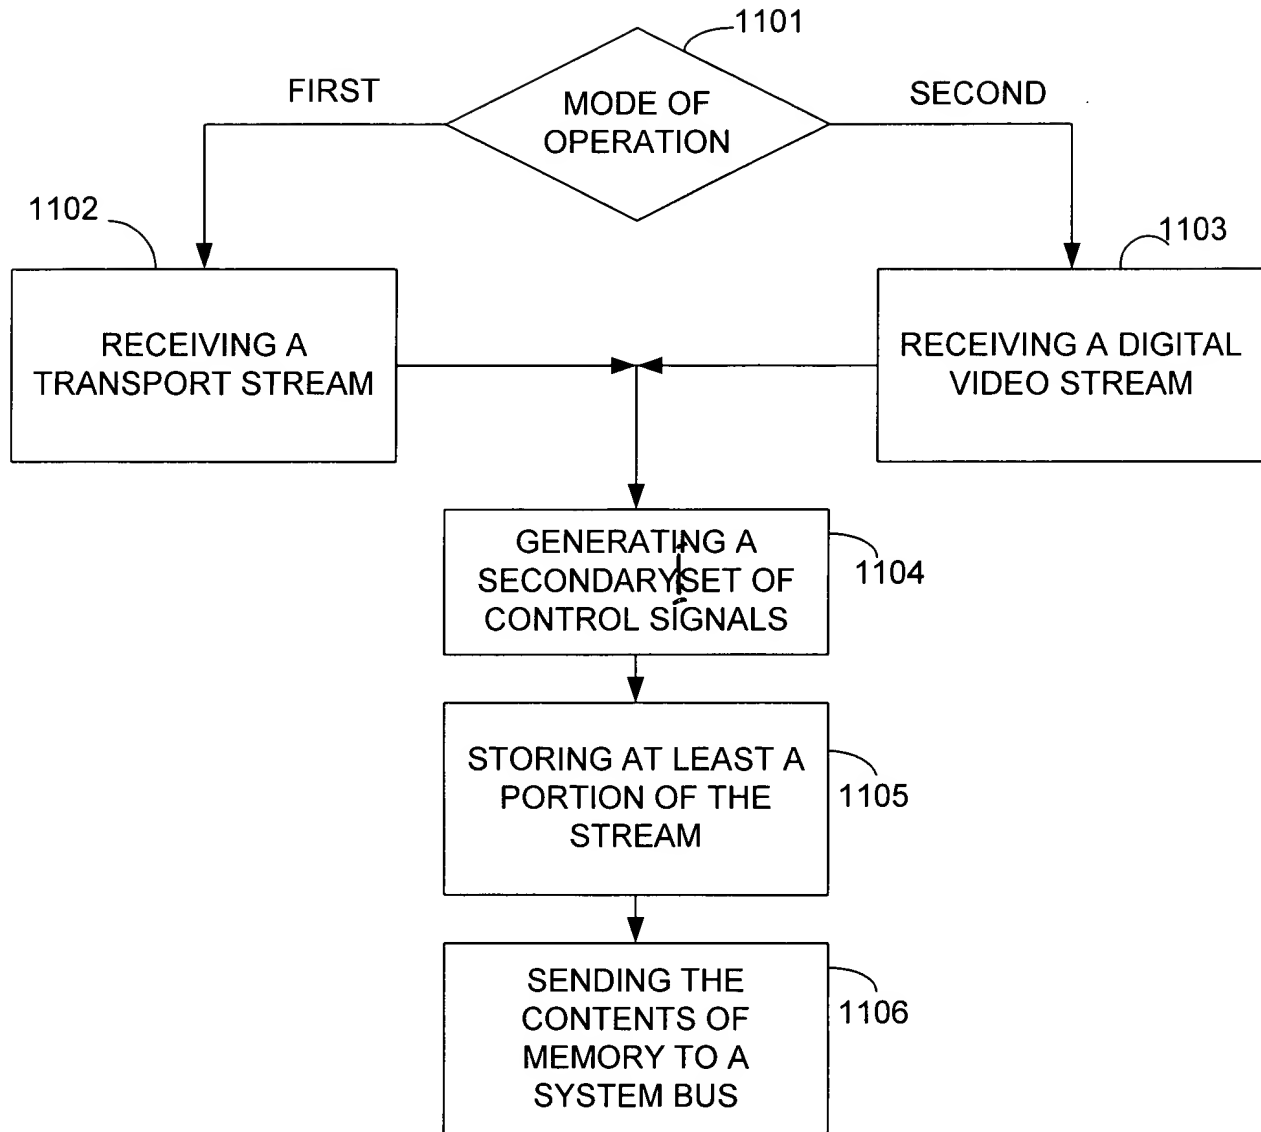 1101
FIRST
MODE OF
OPERATION
SECOND
1102
1103
RECEIVING A
TRANSPORT STREAM
RECEIVING A DIGITAL
VIDEO STREAM
GENERATING A
SECONDARY SET OF
CONTROL SIGNALS
1104
STORING AT LEAST A
PORTION OF THE
STREAM
1105
SENDING THE
CONTENTS OF
MEMORY TO A
SYSTEM BUS
1106